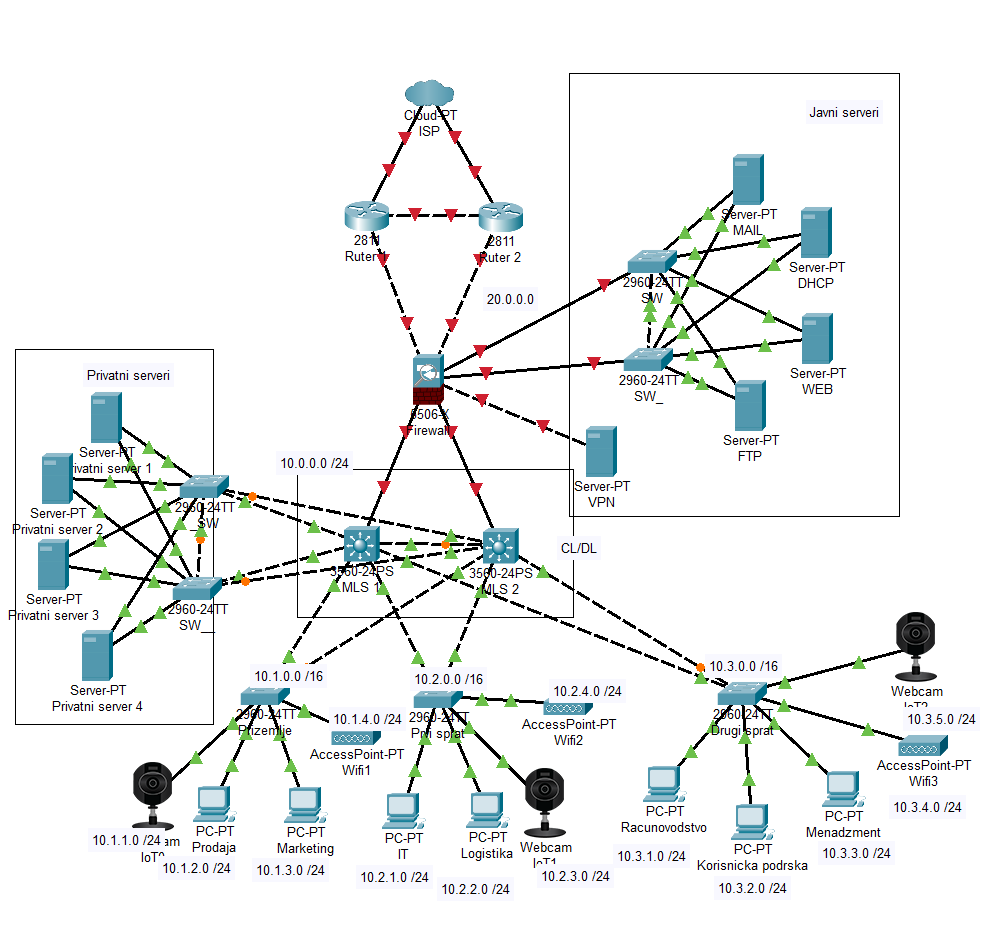 Cloud-PT
ISP
Javni serveri
Server-PT
MAIL
2811
Ruter 1
2811
Ruter 2
Server-PT
DHCP
2960-24TT
SW
20.0.0.0
Server-PT
WEB
2960-24TT
SW_
Privatni serveri
5506-X
Firewall
Server-PT
FTP
Server-PT
Privatni server 1
10.0.0.0 /24
Server-PT
VPN
2960-24TT
_SW
Server-PT
Privatni server 2
CL/DL
3560-24PS
MLS 1
3560-24PS
MLS 2
Server-PT
Privatni server 3
2960-24TT
SW__
Server-PT
Privatni server 4
10.1.0.0 /16
10.2.0.0 /16
10.3.0.0 /16
2960-24TT
Prizemlje
2960-24TT
Prvi sprat
2960-24TT
Drugi sprat
10.1.4.0 /24
10.2.4.0 /24
AccessPoint-PT
Wifi2
Webcam
IoT2
10.3.5.0 /24
AccessPoint-PT
Wifi1
AccessPoint-PT
Wifi3
10.3.4.0 /24
10.1.1.0 /24
PC-PT
Prodaja
PC-PT
Marketing
PC-PT
IT
PC-PT
Logistika
Webcam
IoT1
PC-PT
Racunovodstvo
PC-PT
Korisnicka podrska
PC-PT
Menadzment
10.1.2.0 /24
10.1.3.0 /24
10.2.1.0 /24
10.2.2.0 /24
10.2.3.0 /24
10.3.1.0 /24
10.3.2.0 /24
10.3.3.0 /24